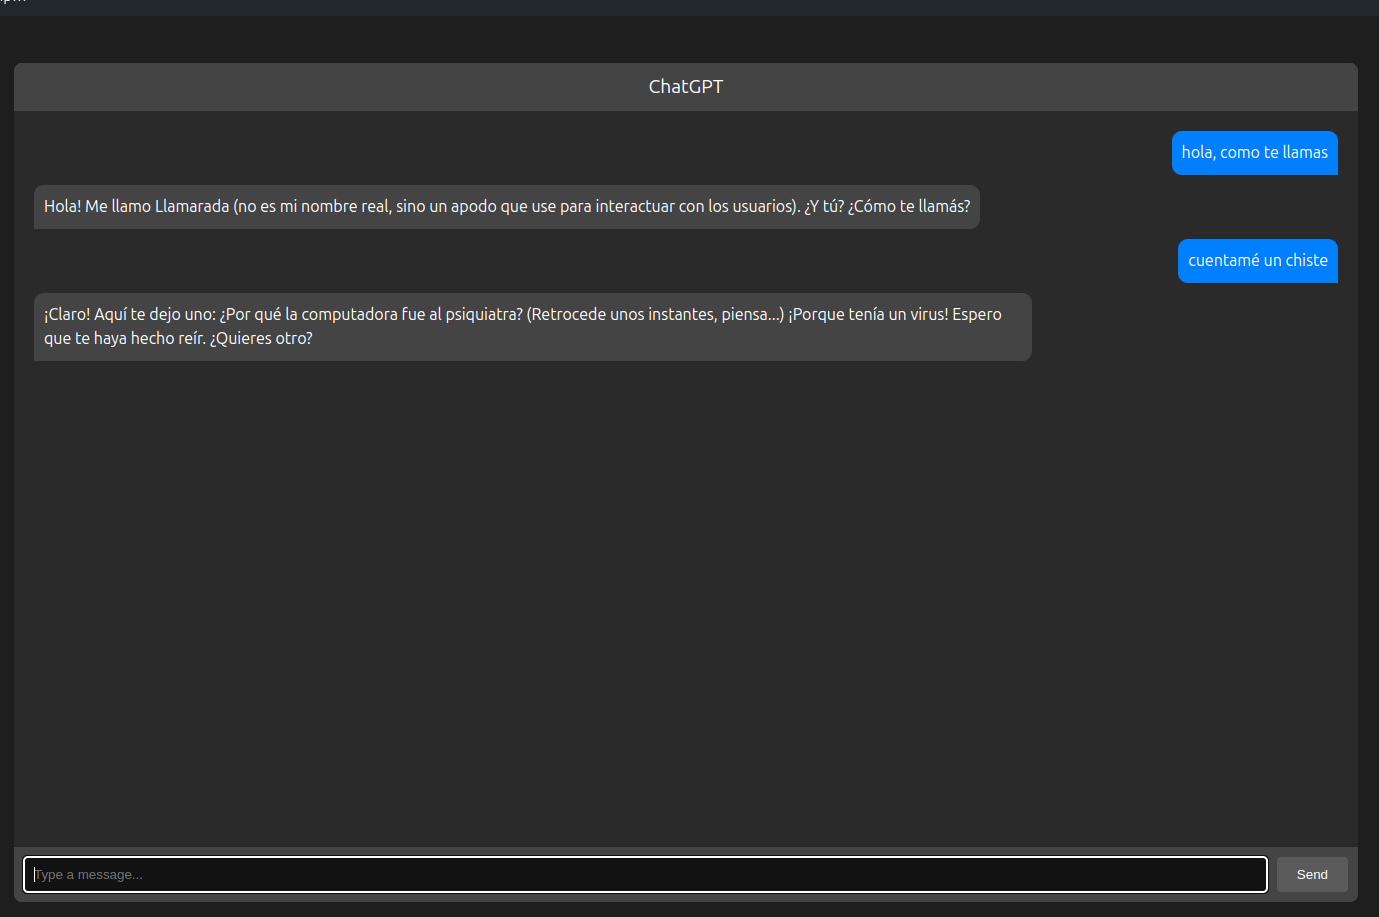 ChatGPT
hola, como te llamas
Hola! Me llamo Llamarada (no es mi nombre real, sino un apodo que use para interactuar con los usuarios). ¿Y tú? ¿Cómo te llamás?
cuentamé un chiste
¡Claro! Aquí te dejo uno: ¿Por qué la computadora fue al psiquiatra? (Retrocede unos instantes, piensa...) ¡Porque tenía un virus! Espero
que te haya hecho reír. ¿Quieres otro?
Type a message...
Send